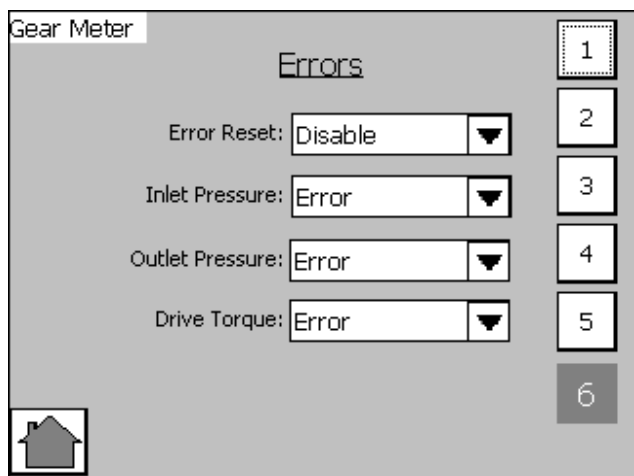 Gear Meter
Errors
Error Reset: Disable
Inlet Pressure: Error
Outlet Pressure: Error
Drive Torque: Error
1
2
3
4
5
6